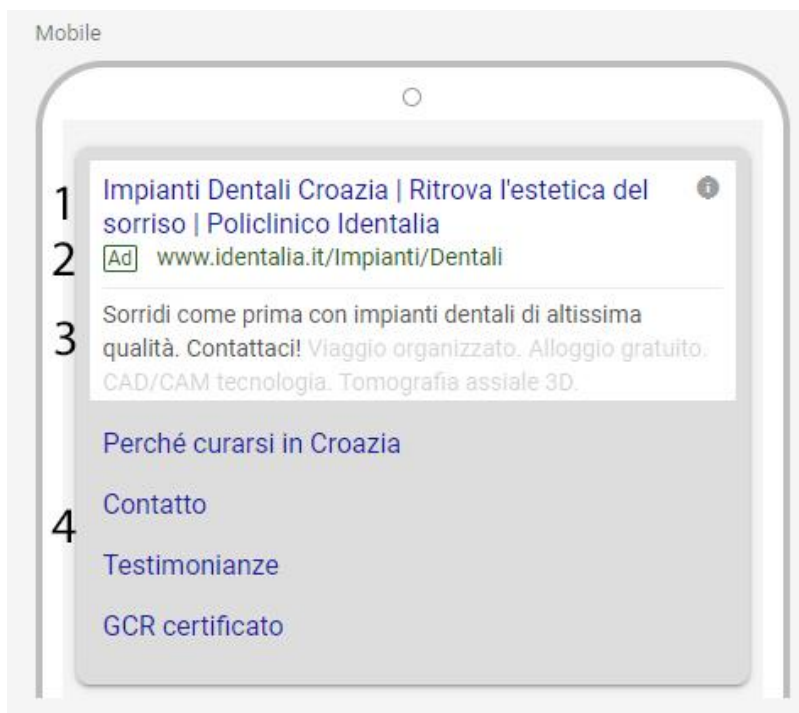 Mobile
1 Impianti Dentali Croazia | Ritrova l'estetica del
sorriso | Policlinico Identalia
2 Ad www.identalia.it/Impianti/Dentali
3 Sorridi come prima con impianti dentali di altissima
qualità. Contattaci! Viaggio organizzato. Alloggio gratuito.
CAD/CAM tecnologia. Tomografia assiale 3D.
Perché curarsi in Croazia
4 Contatto
Testimonianze
GCR certificato